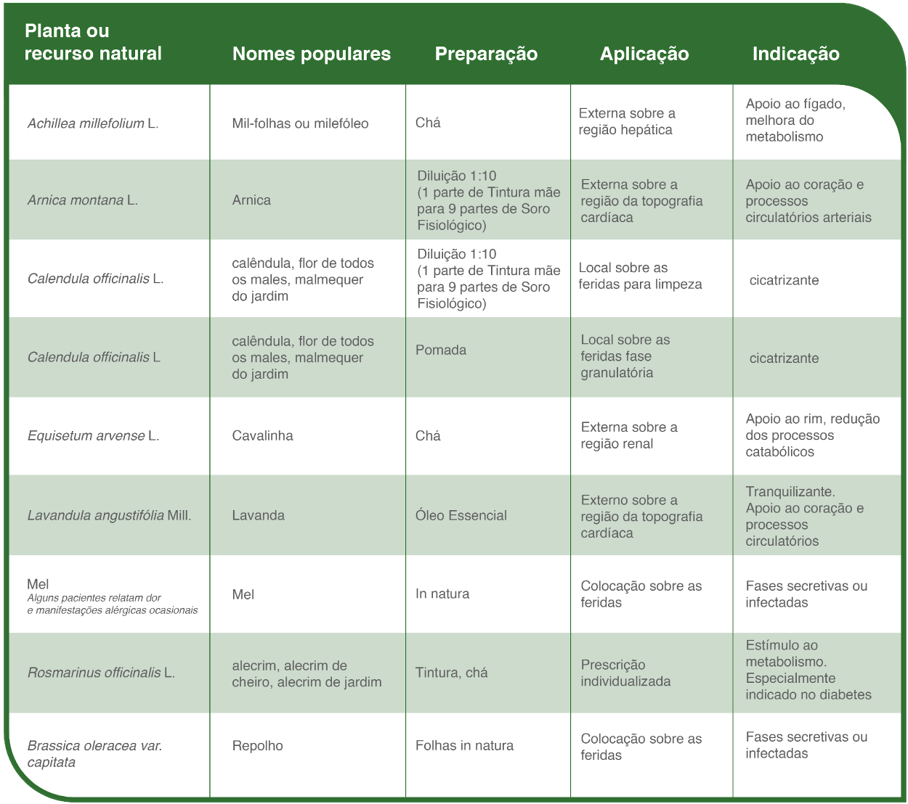 Planta ou
recurso natural
Nomes populares
Preparação
Aplicação
Indicação
Achillea millefolium L.
Mil-folhas ou milefóleo
Chá
Externa sobre a
região hepática
Apoio ao fígado,
melhora do
metabolismo
Arnica montana L.
Arnica
Diluição 1:10
(1 parte de Tintura mãe
para 9 partes de Soro
Fisiológico)
Externa sobre a
região da topografia
cardíaca
Apoio ao coração e
processos
circulatórios arteriais
Calendula officinalis L.
calêndula, flor de todos
os males, malmequer
do jardim
Diluição 1:10
(1 parte de Tintura mãe
para 9 partes de Soro
Fisiológico)
Local sobre as
feridas para limpeza
cicatrizante
Calendula officinalis L
calêndula, flor de todos
os males, malmequer
do jardim
Pomada
Local sobre as
feridas fase
granulatória
cicatrizante
Equisetum arvense L.
Cavalinha
Chá
Externa sobre a
região renal
Apoio ao rim, redução
dos processos
catabólicos
Lavandula angustifólia Mill.
Lavanda
Óleo Essencial
Externo sobre a
região da topografia
cardíaca
Tranquilizante.
Apoio ao coração e
processos
circulatórios
Mel
Alguns pacientes relatam dor
e manifestações alérgicas ocasionais
Mel
In natura
Colocação sobre as
feridas
Fases secretivas ou
infectadas
Rosmarinus officinalis L.
alecrim, alecrim de
cheiro, alecrim de jardim
Tintura, chá
Prescrição
individualizada
Estímulo ao
metabolismo.
Especialmente
indicado no diabetes
Brassica oleracea var.
capitata
Repolho
Folhas in natura
Colocação sobre as
feridas
Fases secretivas ou
infectadas